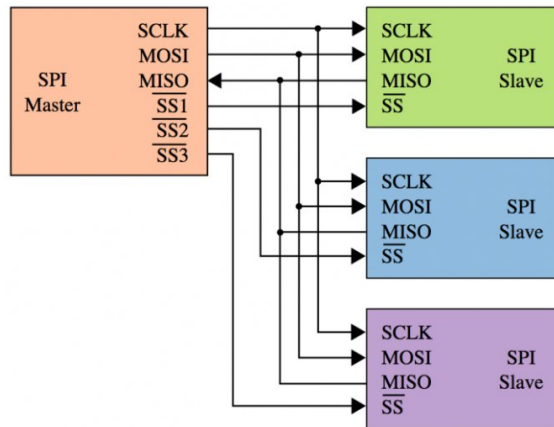 SPI
Master
SCLK
MOSI
MISO
SS1
SS2
SS3
SCLK
MOSI
MISO
SS
SPI
Slave
SCLK
MOSI
MISO
SS
SPI
Slave
SCLK
MOSI
MISO
SS
SPI
Slave